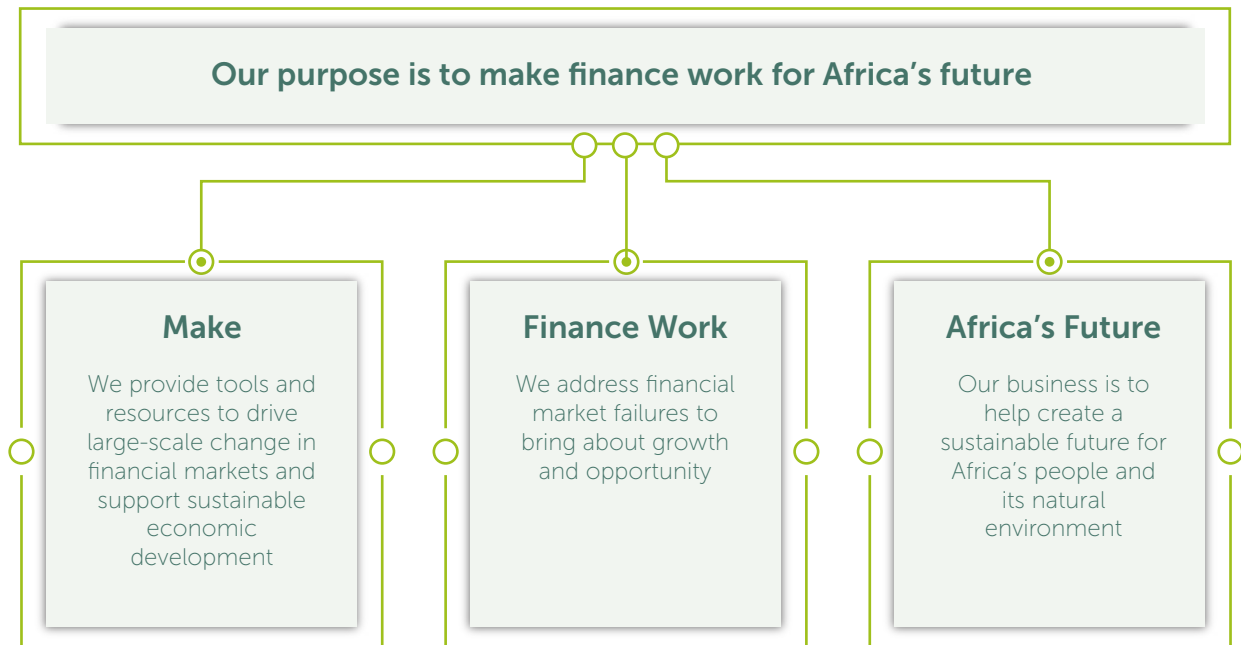 Our purpose is to make finance work for Africa’s future
Make
We provide tools and
resources to drive
large-scale change in
financial markets and
support sustainable
economic
development
Finance Work
We address financial
market failures to
bring about growth
and opportunity
Africa’s Future
Our business is to
help create a
sustainable future for
Africa’s people and
its natural
environment